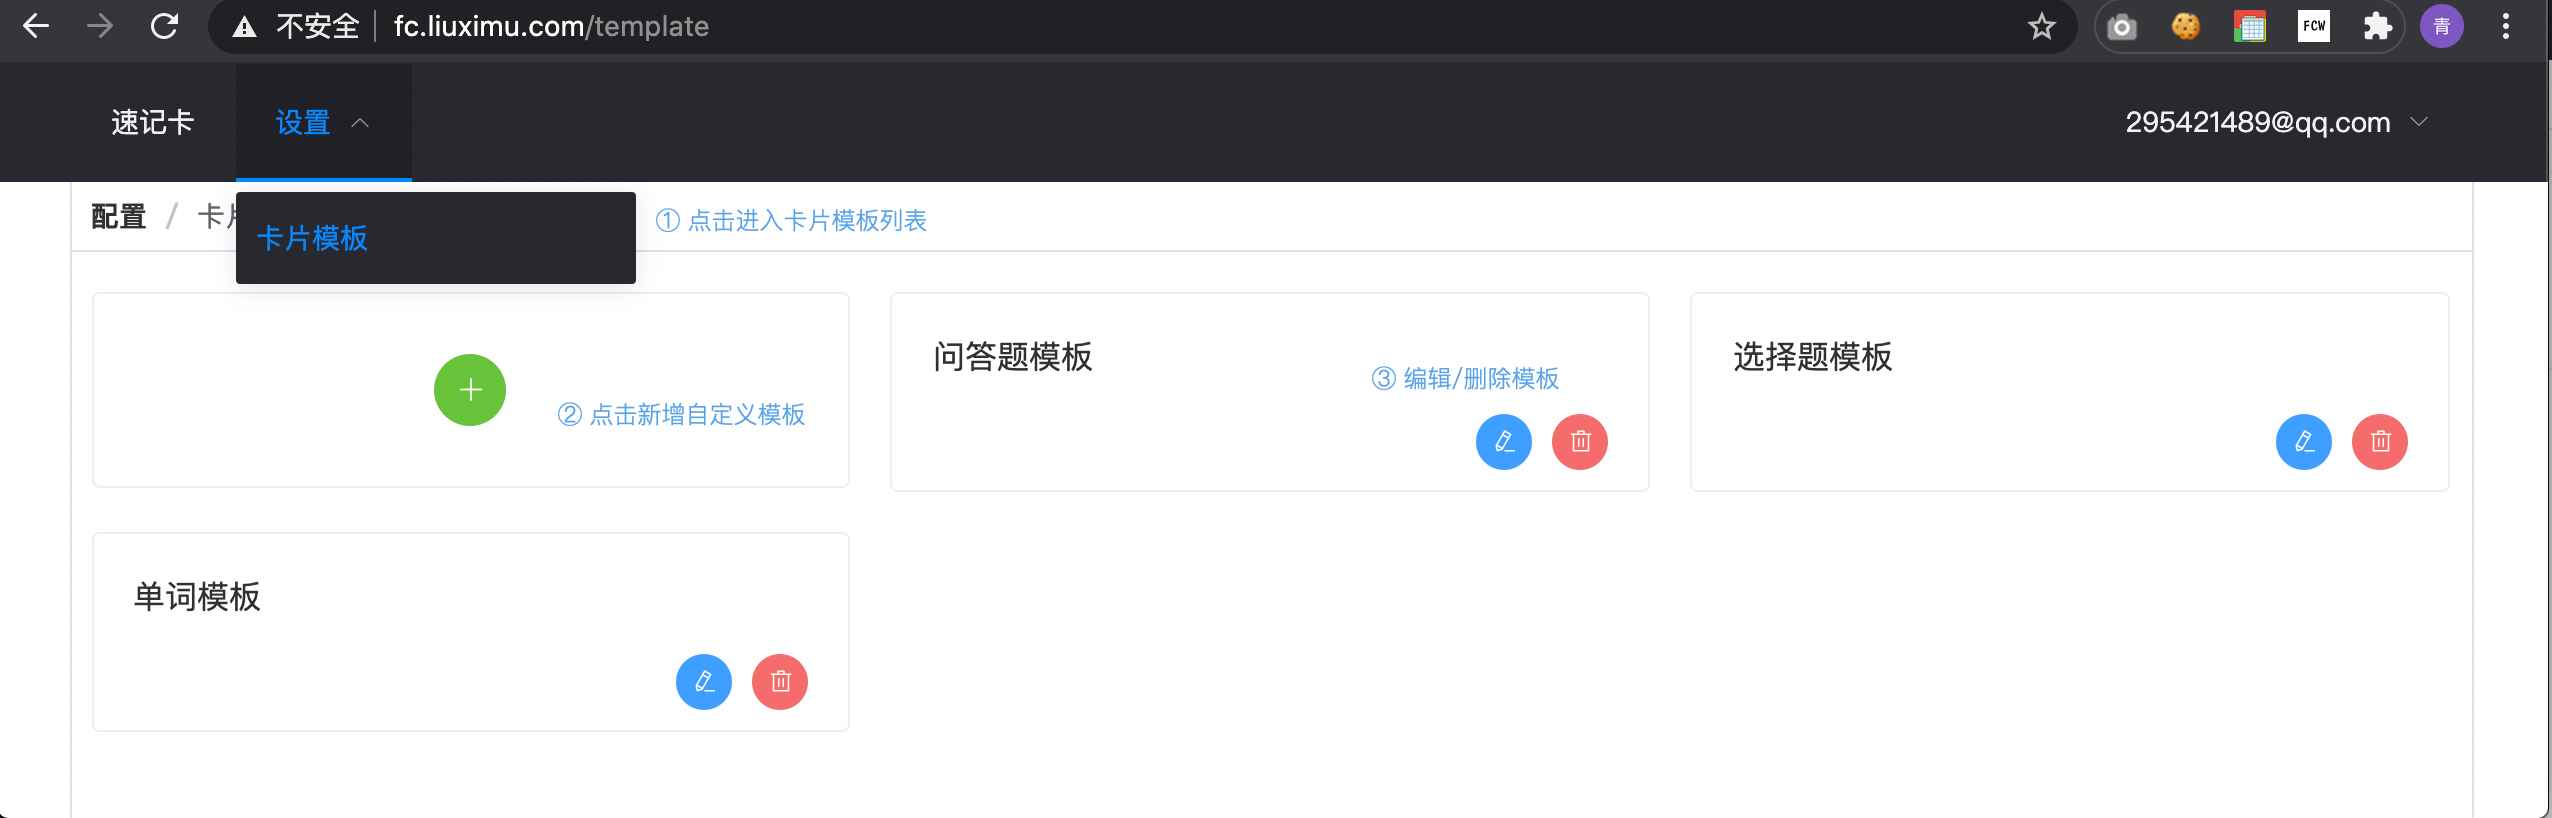 不安全 | fc.liuximu.com/template
FCW
青
速记卡
设置
295421489@qq.com
配置 / 卡
卡片模板
① 点击进入卡片模板列表
② 点击新增自定义模板
问答题模板
③ 编辑/删除模板
选择题模板
单词模板